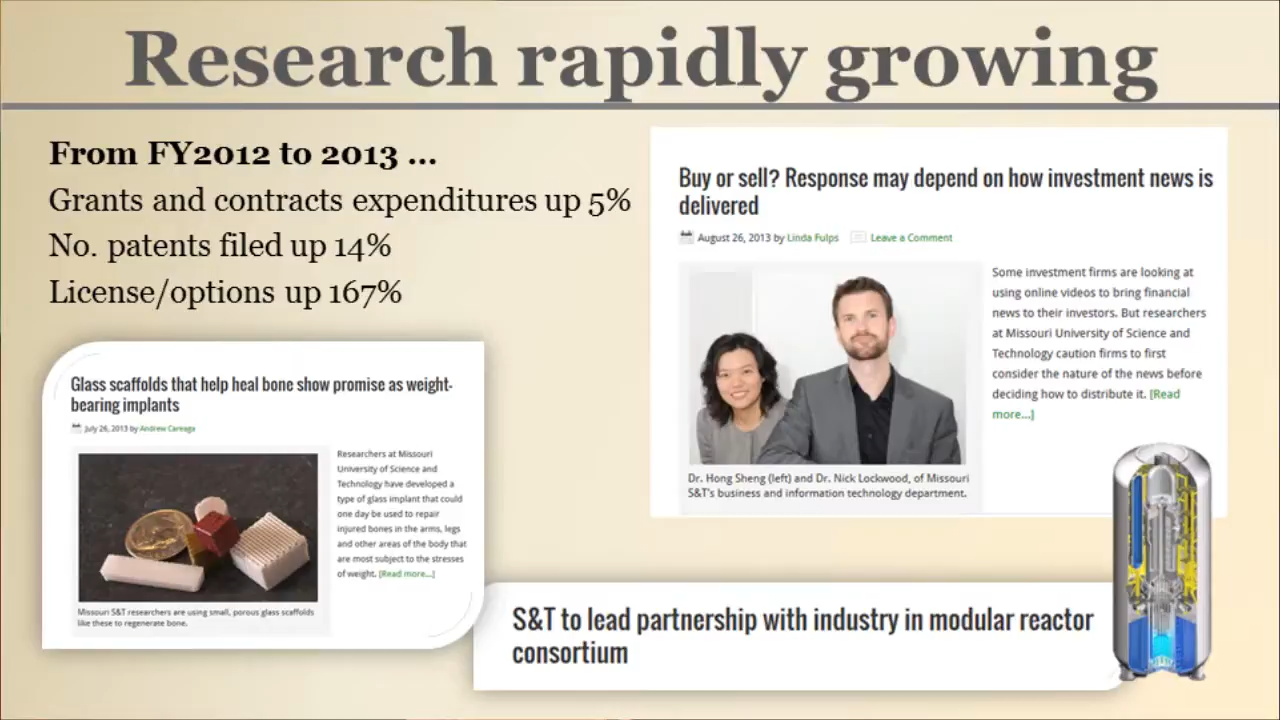 Research rapidly growing
From FY2012 to 2013 ...
Grants and contracts expenditures up 5%
No. patents filed up 14%
License/options up 167%
Buy or sell? Response may depend on how investment news is
delivered
August 26, 2013 by Linda Fulps Leave a Comment
Some investment firms are looking at
using online videos to bring financial
news to their investors. But researchers
at Missouri University of Science and
Technology caution firms to first
consider the nature of the news before
deciding how to distribute it. [Read
more...]
Dr. Hong Sheng (left) and Dr. Nick Lockwood, of Missouri
S&T's business and information technology department.
Glass scaffolds that help heal bone show promise as weight-
bearing implants
July 26, 2013 by Andrew Careaga
Researchers at Missouri
University of Science and
Technology have developed a
type of glass implant that could
one day be used to repair
injured bones in the arms, legs
and other areas of the body that
are most subject to the stresses
of weight. [Read more...]
Missouri S&T researchers are using small, porous glass scaffolds
like these to regenerate bone.
S&T to lead partnership with industry in modular reactor
consortium